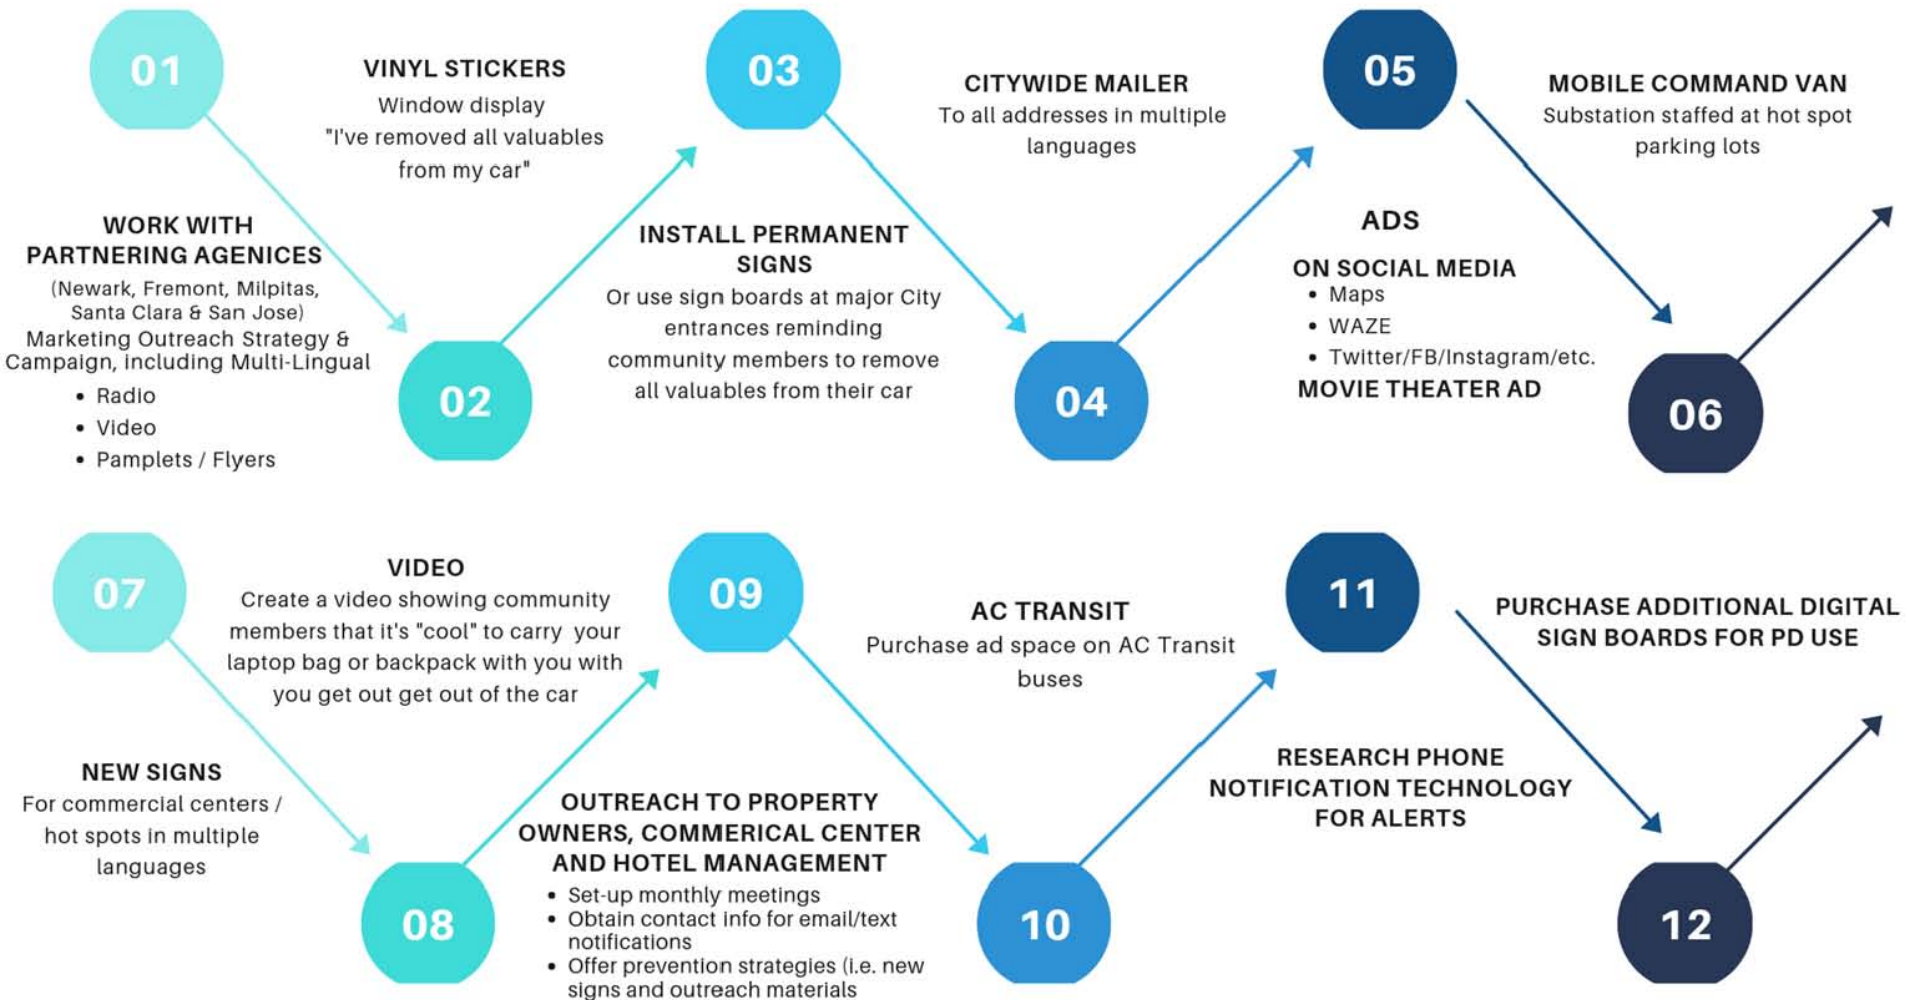 01
WORK WITH
PARTNERING AGENICES
(Newark, Fremont, Milpitas,
Santa Clara & San Jose)
Marketing Outreach Strategy &
Campaign, including Multi-Lingual
• Radio
• Video
• Pamplets / Flyers
VINYL STICKERS
Window display
"I've removed all valuables
from my car"
02
03
INSTALL PERMANENT
SIGNS
Or use sign boards at major City
entrances reminding
community members to remove
all valuables from their car
CITYWIDE MAILER
To all addresses in multiple
languages
04
05
ADS
ON SOCIAL MEDIA
• Maps
• WAZE
• Twitter/FB/Instagram/etc.
MOVIE THEATER AD
MOBILE COMMAND VAN
Substation staffed at hot spot
parking lots
06
07
NEW SIGNS
For commercial centers /
hot spots in multiple
languages
VIDEO
Create a video showing community
members that it's "cool" to carry your
laptop bag or backpack with you with
you get out get out of the car
08
09
OUTREACH TO PROPERTY
OWNERS, COMMERICAL CENTER
AND HOTEL MANAGEMENT
• Set-up monthly meetings
• Obtain contact info for email/text
notifications
• Offer prevention strategies (i.e. new
signs and outreach materials
AC TRANSIT
Purchase ad space on AC Transit
buses
10
11
RESEARCH PHONE
NOTIFICATION TECHNOLOGY
FOR ALERTS
PURCHASE ADDITIONAL DIGITAL
SIGN BOARDS FOR PD USE
12